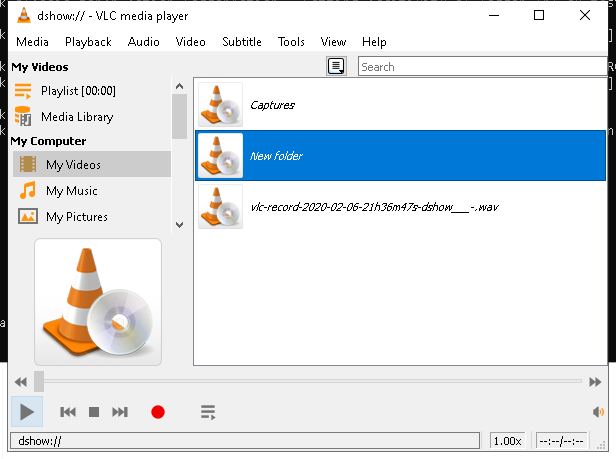 dshow:// - VLC media player
Media Playback Audio Video Subtitle Tools View Help
My Videos
Search
Playlist [00:00]
Media Library
My Computer
My Videos
My Music
My Pictures
Captures
New folder
vlc-record-2020-02-06-21h36m47s-dshow___-.wav
dshow://
1.00x
--:--/--:--